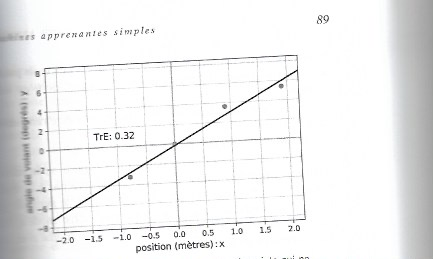 apprenantes simples
89
angle de volant (degrés) y
8
6
4
2
0
-2
-4
-6
-8
TrE: 0.32
-2.0 -1.5 -1.0 -0.5 0.0 0.5 1.0 1.5 2.0
position (mètres) : x